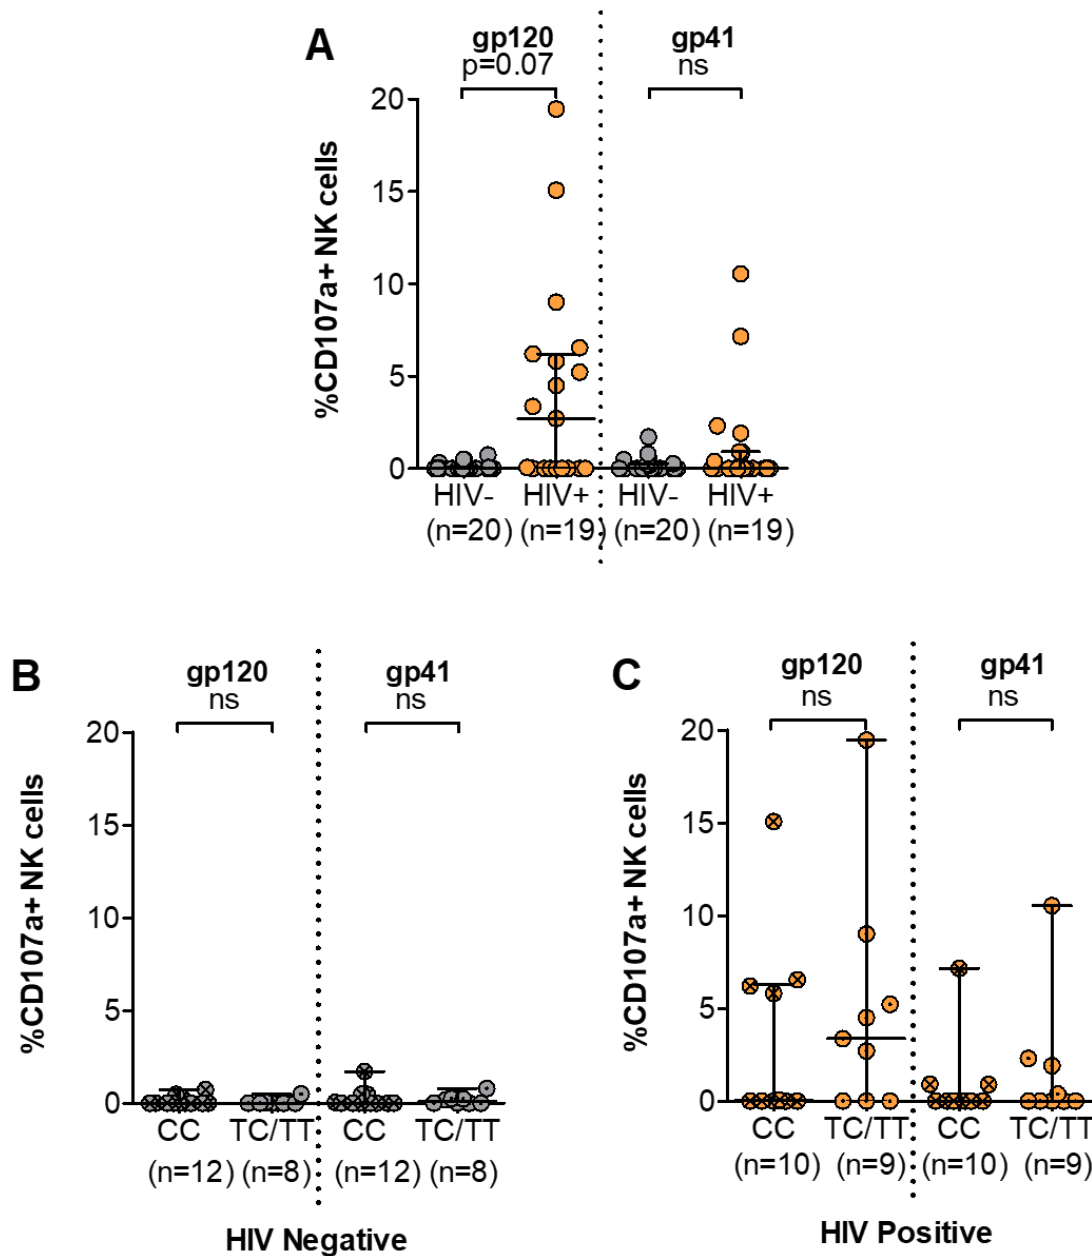 A
gp120 gp41
p=0.07 ns
%CD107a+ NK cells
20
15
10
5
0
HIV- HIV+ HIV- HIV+
(n=20) (n=19) (n=20) (n=19)
B
gp120 gp41
ns ns
%CD107a+ NK cells
20
15
10
5
0
CC TC/TT CC TC/TT
(n=12) (n=8) (n=12) (n=8)
HIV Negative
C
gp120 gp41
ns ns
%CD107a+ NK cells
20
15
10
5
0
CC TC/TT CC TC/TT
(n=10) (n=9) (n=10) (n=9)
HIV Positive